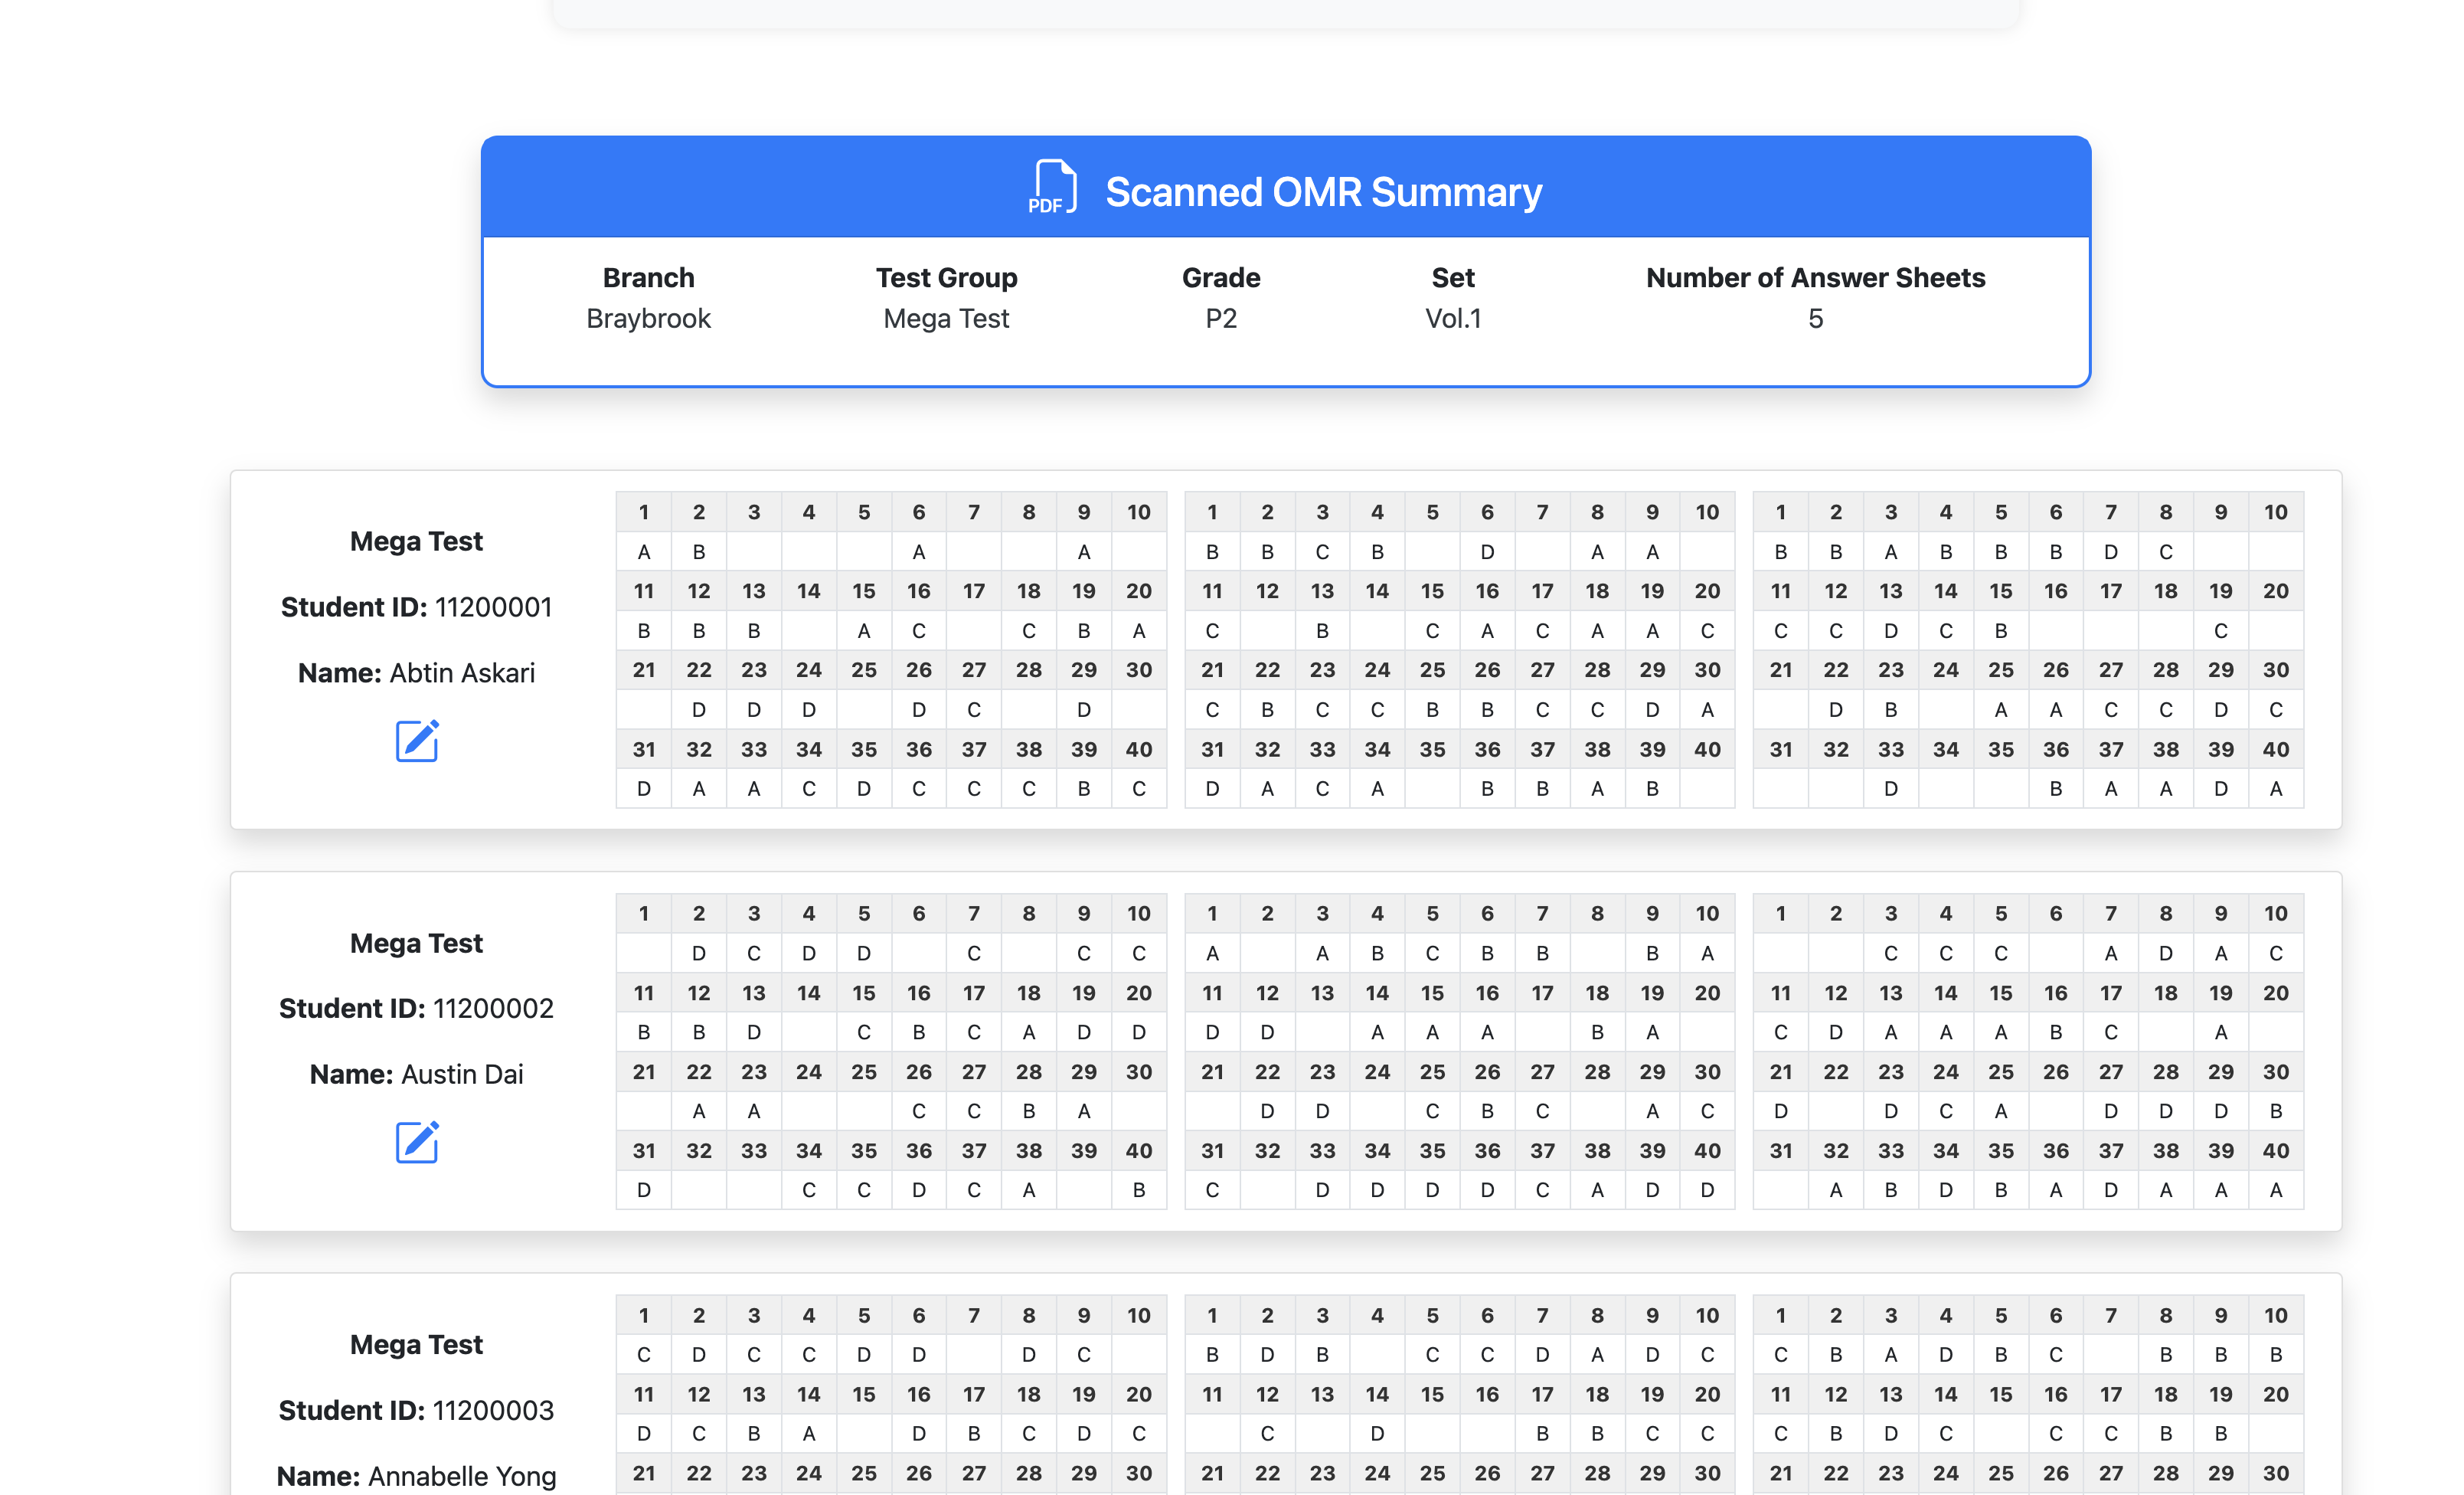 PDF Scanned OMR Summary
Branch Test Group Grade Set Number of Answer Sheets
Braybrook Mega Test P2 Vol.1 5
Mega Test
Student ID: 11200001
Name: Abtin Askari
1 2 3 4 5 6 7 8 9 10
A B A A
11 12 13 14 15 16 17 18 19 20
B B B A C C B A
21 22 23 24 25 26 27 28 29 30
D D D D C D
31 32 33 34 35 36 37 38 39 40
D A A C D C C C B C
1 2 3 4 5 6 7 8 9 10
B B C B D A A
11 12 13 14 15 16 17 18 19 20
C B C A C A A C
21 22 23 24 25 26 27 28 29 30
C B C C B B C C D A
31 32 33 34 35 36 37 38 39 40
D A C A B B A B
1 2 3 4 5 6 7 8 9 10
B B A B B B D C
11 12 13 14 15 16 17 18 19 20
C C D C B C
21 22 23 24 25 26 27 28 29 30
D B A A C C D C
31 32 33 34 35 36 37 38 39 40
D B A A D A
Mega Test
Student ID: 11200002
Name: Austin Dai
1 2 3 4 5 6 7 8 9 10
D C D D C C C
11 12 13 14 15 16 17 18 19 20
B B D C B C A D D
21 22 23 24 25 26 27 28 29 30
A A C C B A
31 32 33 34 35 36 37 38 39 40
D C C D C A B
1 2 3 4 5 6 7 8 9 10
A A B C B B B A
11 12 13 14 15 16 17 18 19 20
D D A A A B A
21 22 23 24 25 26 27 28 29 30
D D C B C A C
31 32 33 34 35 36 37 38 39 40
C D D D D C A D D
1 2 3 4 5 6 7 8 9 10
C C C A D A C
11 12 13 14 15 16 17 18 19 20
C D A A A B C A
21 22 23 24 25 26 27 28 29 30
D D C A D D D B
31 32 33 34 35 36 37 38 39 40
A B D B A D A A A
Mega Test
Student ID: 11200003
Name: Annabelle Yong
1 2 3 4 5 6 7 8 9 10
C D C C D D D C
11 12 13 14 15 16 17 18 19 20
D C B A D B C D C
21 22 23 24 25 26 27 28 29 30
1 2 3 4 5 6 7 8 9 10
B D B C C D A D C
11 12 13 14 15 16 17 18 19 20
C D B B C C
21 22 23 24 25 26 27 28 29 30
1 2 3 4 5 6 7 8 9 10
C B A D B C B B B
11 12 13 14 15 16 17 18 19 20
C B D C C C B B
21 22 23 24 25 26 27 28 29 30